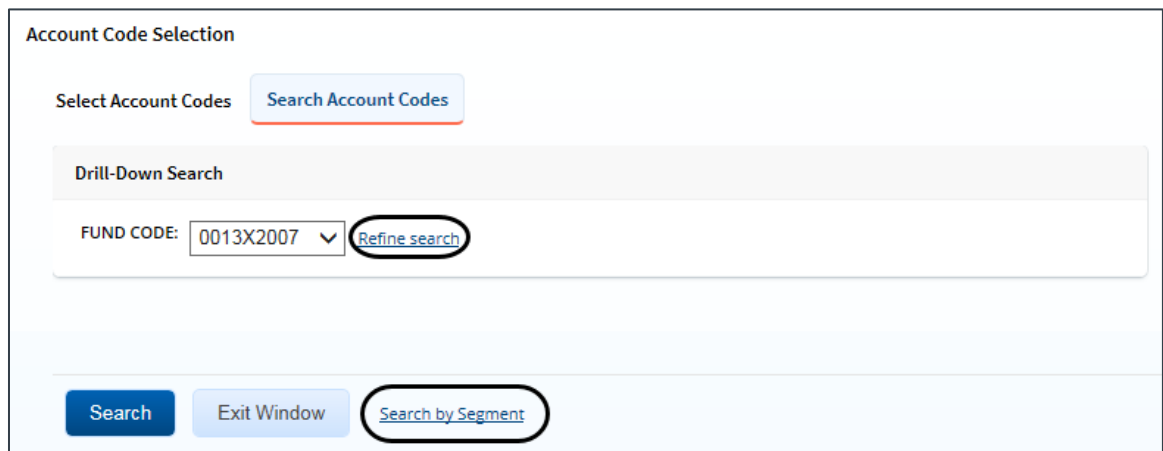 Account Code Selection
Select Account Codes Search Account Codes
Drill-Down Search
FUND CODE: 0013X2007 Refine search
Search Exit Window Search by Segment